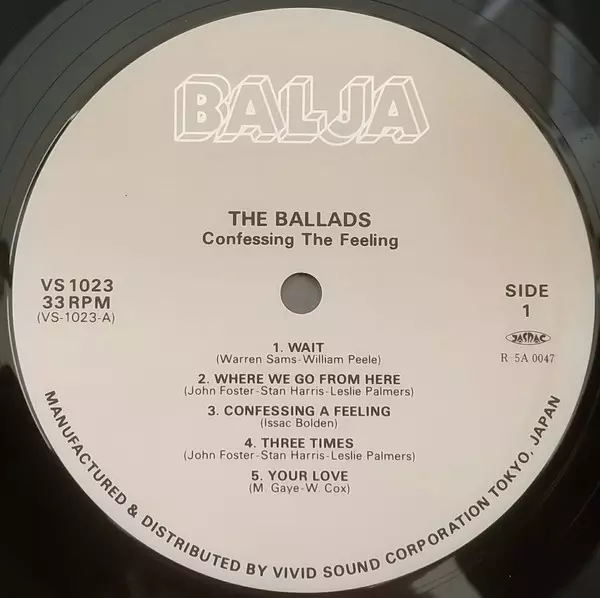 BALJA
THE BALLADS
Confessing The Feeling
VS 1023
33 RPM
(VS-1023-A)
SIDE
1
JASRAC
R 5A 0047
1. WAIT
(Warren Sams-William Peele)
2. WHERE WE GO FROM HERE
(John Foster-Stan Harris-Leslie Palmers)
3. CONFESSING A FEELING
(Issac Bolden)
4. THREE TIMES
(John Foster-Stan Harris-Leslie Palmers)
5. YOUR LOVE
(M. Gaye-W. Cox)
MANUFACTURED & DISTRIBUTED BY VIVID SOUND CORPORATION TOKYO, JAPAN